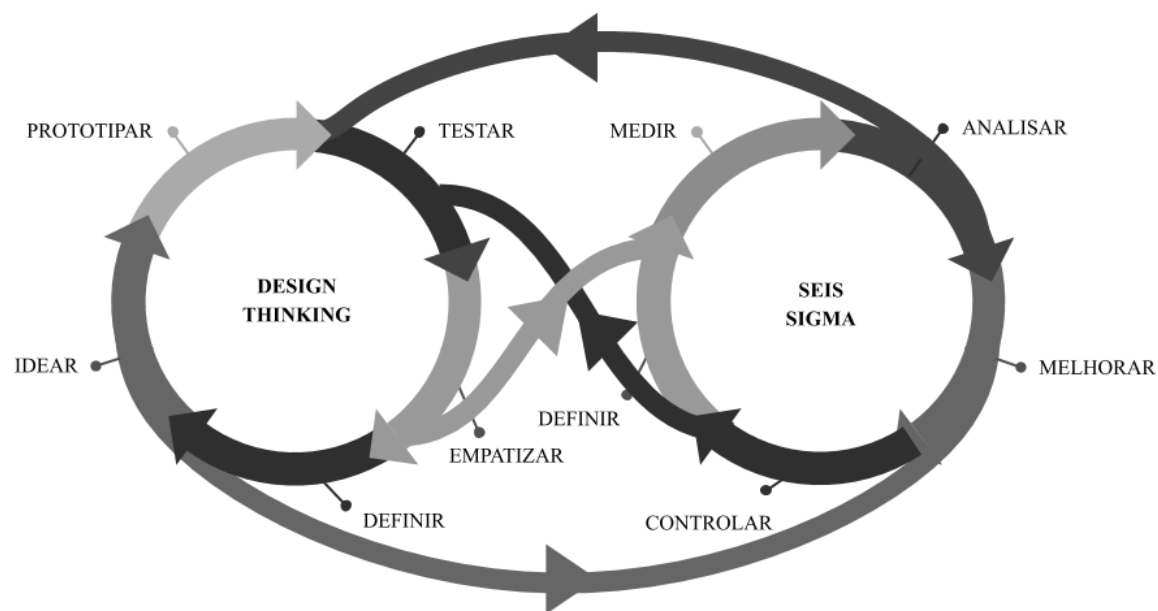 PROTOTIPAR
TESTAR
MEDIR
ANALISAR
DESIGN
THINKING
SEIS
SIGMA
IDEAR
MELHORAR
DEFINIR
EMPATIZAR
DEFINIR
CONTROLAR